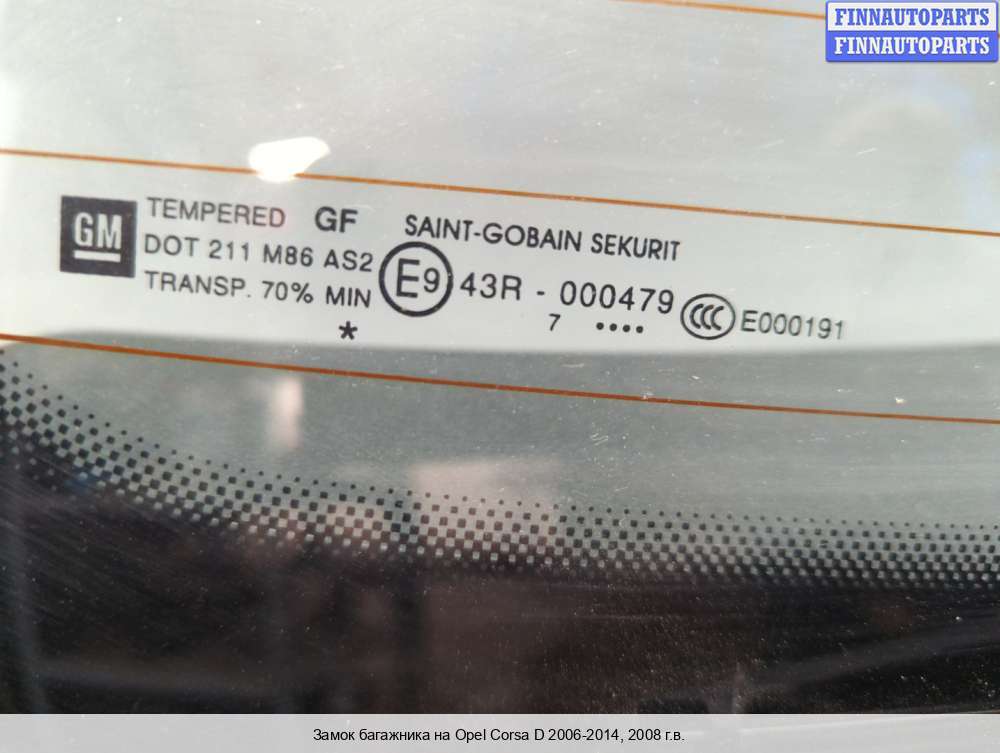 FINNAUTOPARTS
FINNAUTOPARTS
GM
TEMPERED GF
DOT 211 M86 AS2
TRANSP. 70% MIN
*
SAINT-GOBAIN SEKURIT
E9 43R - 000479
7 ••••
CCC E000191
Замок багажника на Opel Corsa D 2006-2014, 2008 г.в.